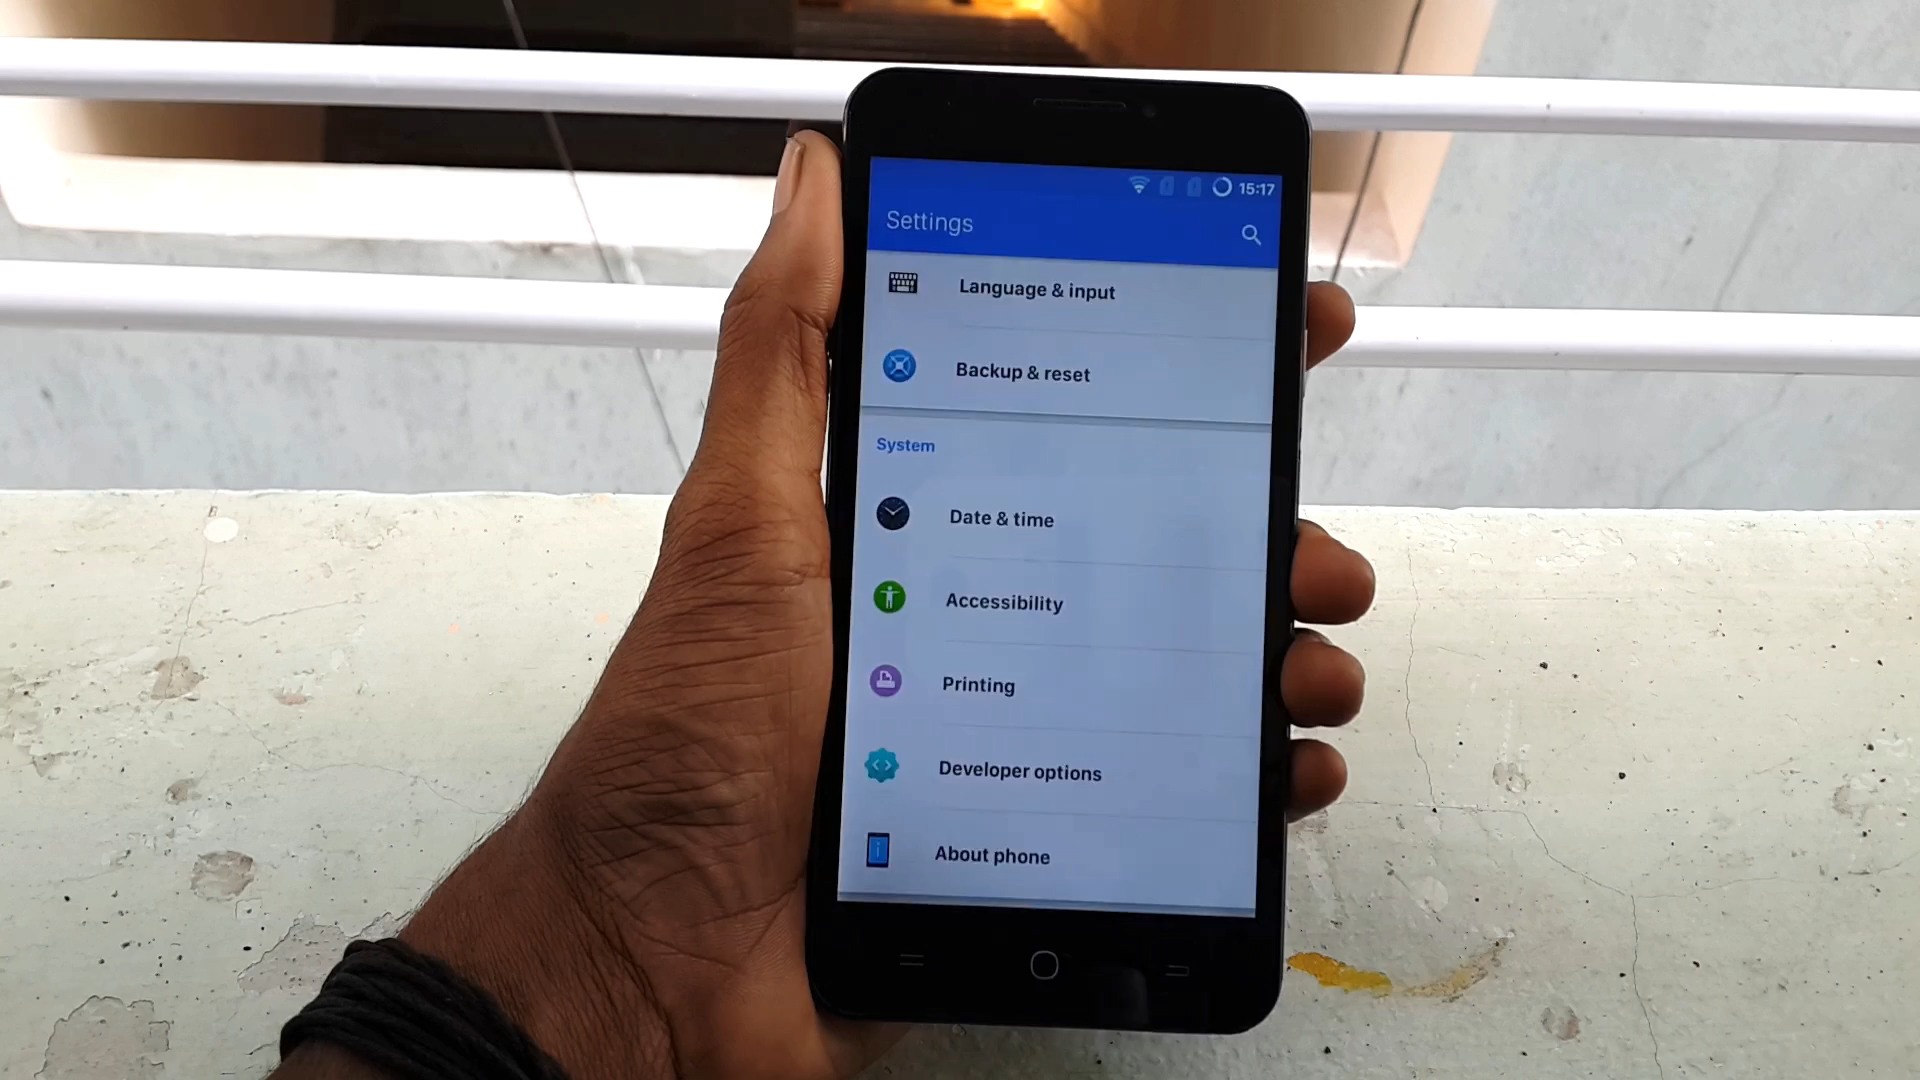 15:17
Settings
Language & input
Backup & reset
System
Date & time
Accessibility
Printing
Developer options
About phone